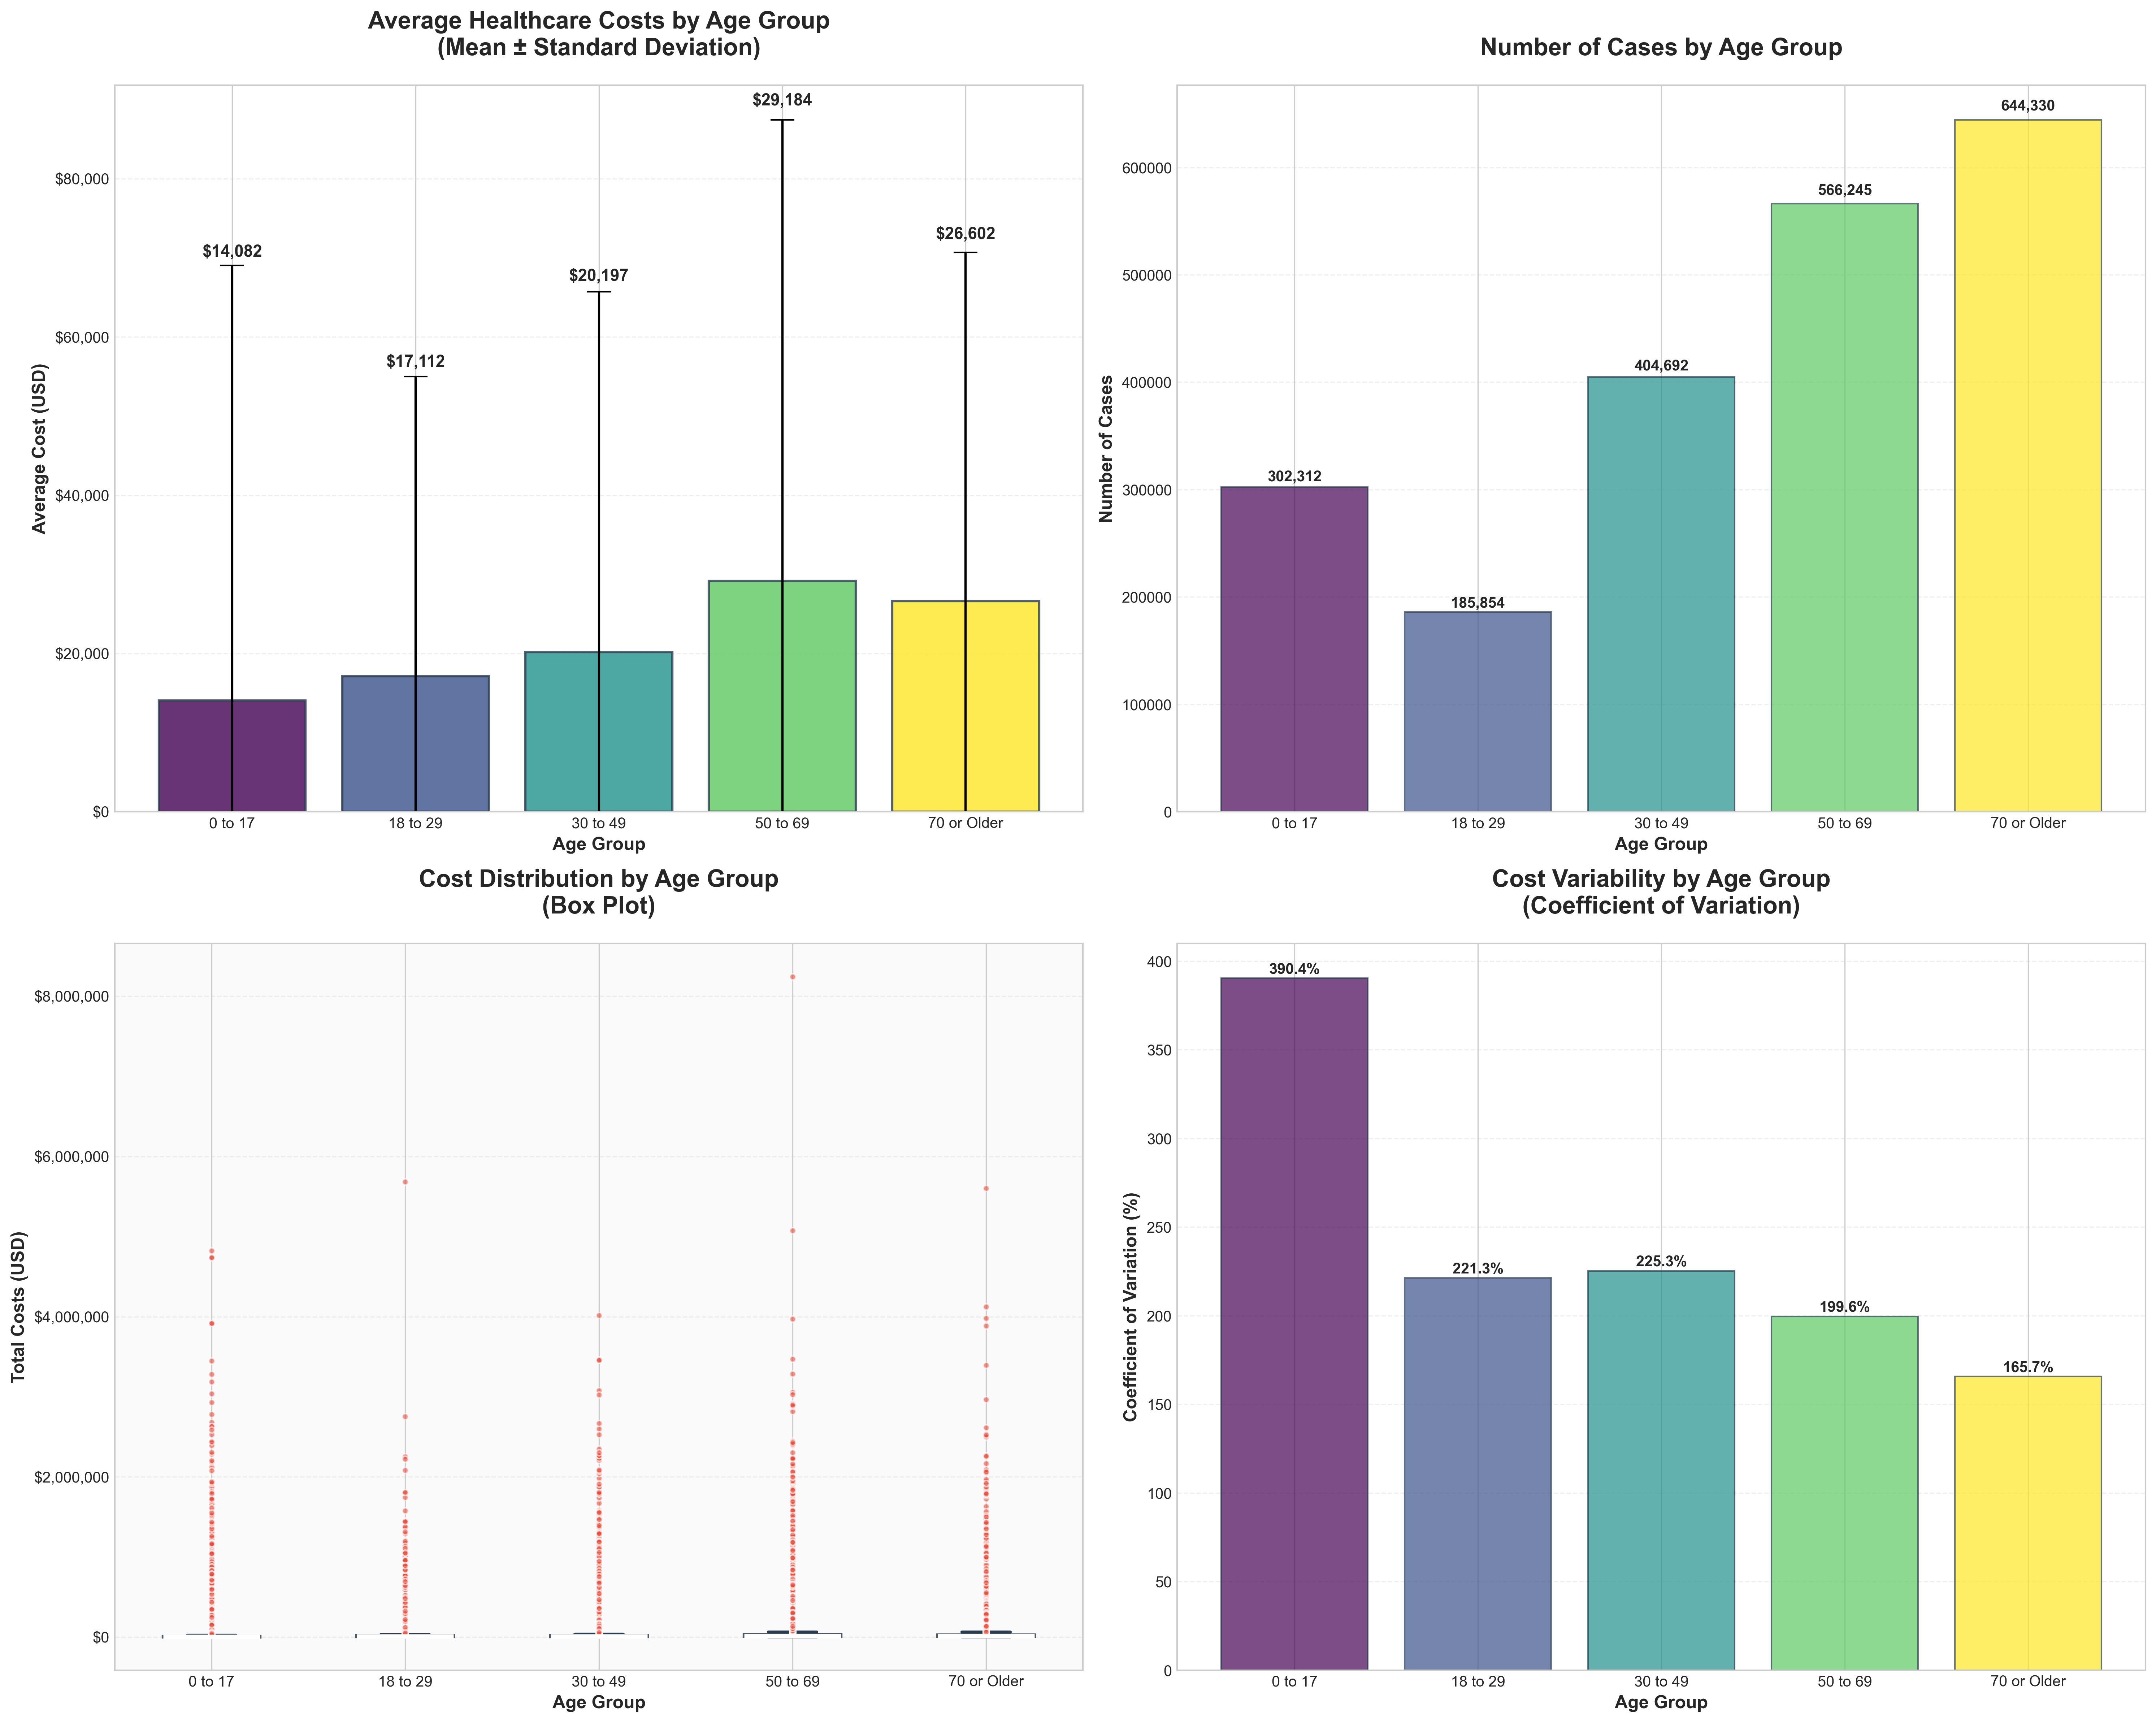 Average Healthcare Costs by Age Group
(Mean ± Standard Deviation)
$80,000
$60,000
$40,000
$20,000
$0
Average Cost (USD)
$14,082
$17,112
$20,197
$29,184
$26,602
0 to 17
18 to 29
30 to 49
50 to 69
70 or Older
Age Group
Number of Cases by Age Group
600000
500000
400000
300000
200000
100000
0
Number of Cases
302,312
185,854
404,692
566,245
644,330
0 to 17
18 to 29
30 to 49
50 to 69
70 or Older
Age Group
Cost Distribution by Age Group
(Box Plot)
$8,000,000
$6,000,000
$4,000,000
$2,000,000
$0
Total Costs (USD)
0 to 17
18 to 29
30 to 49
50 to 69
70 or Older
Age Group
Cost Variability by Age Group
(Coefficient of Variation)
400
350
300
250
200
150
100
50
0
Coefficient of Variation (%)
390.4%
221.3%
225.3%
199.6%
165.7%
0 to 17
18 to 29
30 to 49
50 to 69
70 or Older
Age Group